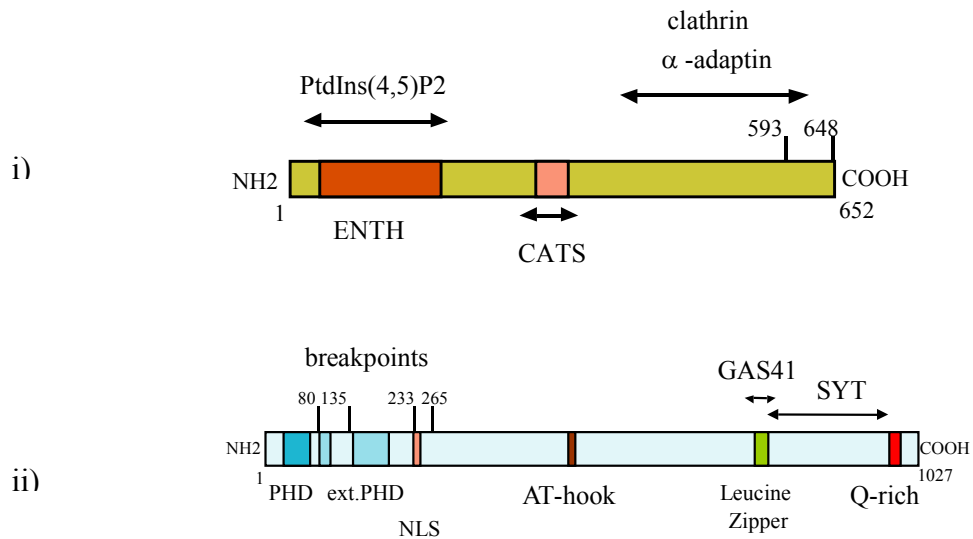 clathrin
α -adaptin
PtdIns(4,5)P2
593 648
i)
NH2 COOH
1 652
ENTH
CATS
breakpoints
GAS41
SYT
80 135 233 265
NH2 COOH
1 1027
ii)
PHD ext.PHD AT-hook Leucine Q-rich
Zipper
NLS